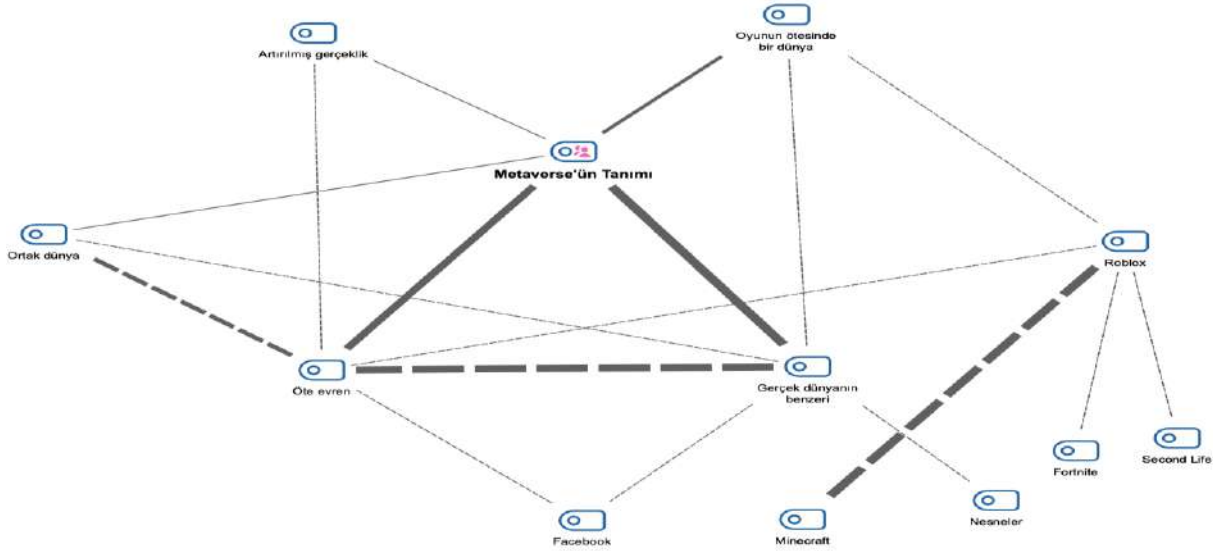 Artırılmış gerçeklik
Oyunun ötesinde
bir dünya
Metaverse'ün Tanımı
Ortak dünya
Roblox
Öte evren
Gerçek dünyanın
benzeri
Fortnite
Second Life
Facebook
Minecraft
Nesneler